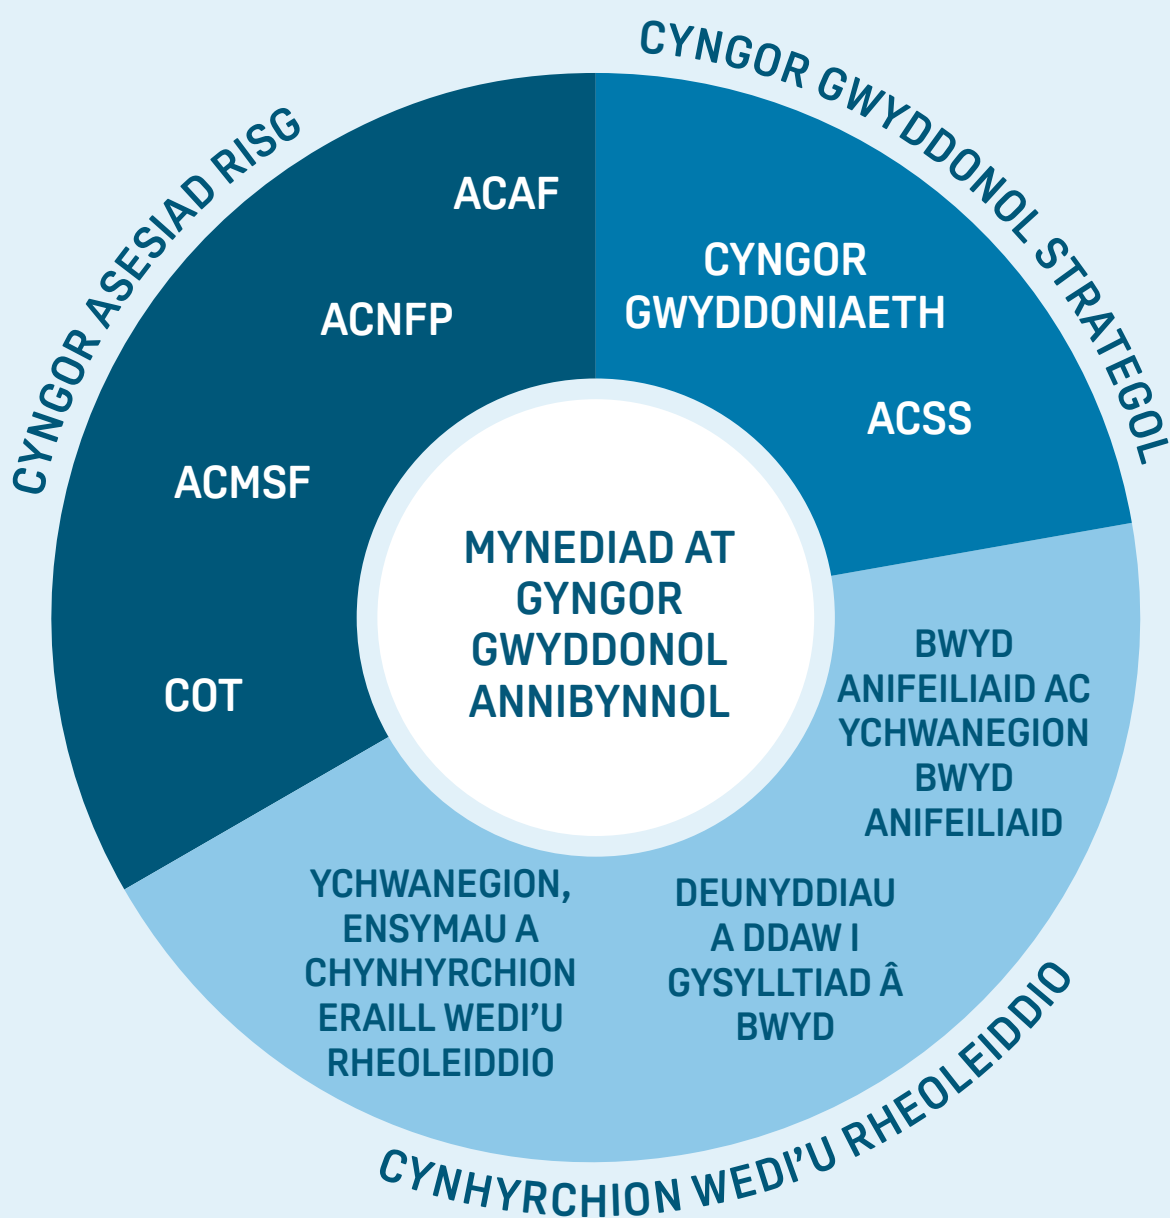 CYNGOR ASESIAD RISG
ACAF
ACNFP
ACMSF
COT
CYNGOR GWYDDONOL STRATEGOL
CYNGOR
GWYDDONIAETH
ACSS
MYNEDIAD AT
GYNGOR
GWYDDONOL
ANNIBYNNOL
BWYD
ANIFEILIAID AC
YCHWANEGION
BWYD
ANIFEILIAID
DEUNYDDIAU
A DDAW I
GYSYLLTIAD Â
BWYD
YCHWANEGION,
ENSYMAU A
CHYNHYRCHION
ERAILL WEDI’U
RHEOLEIDDIO
CYNHYRCHION WEDI’U RHEOLEIDDIO